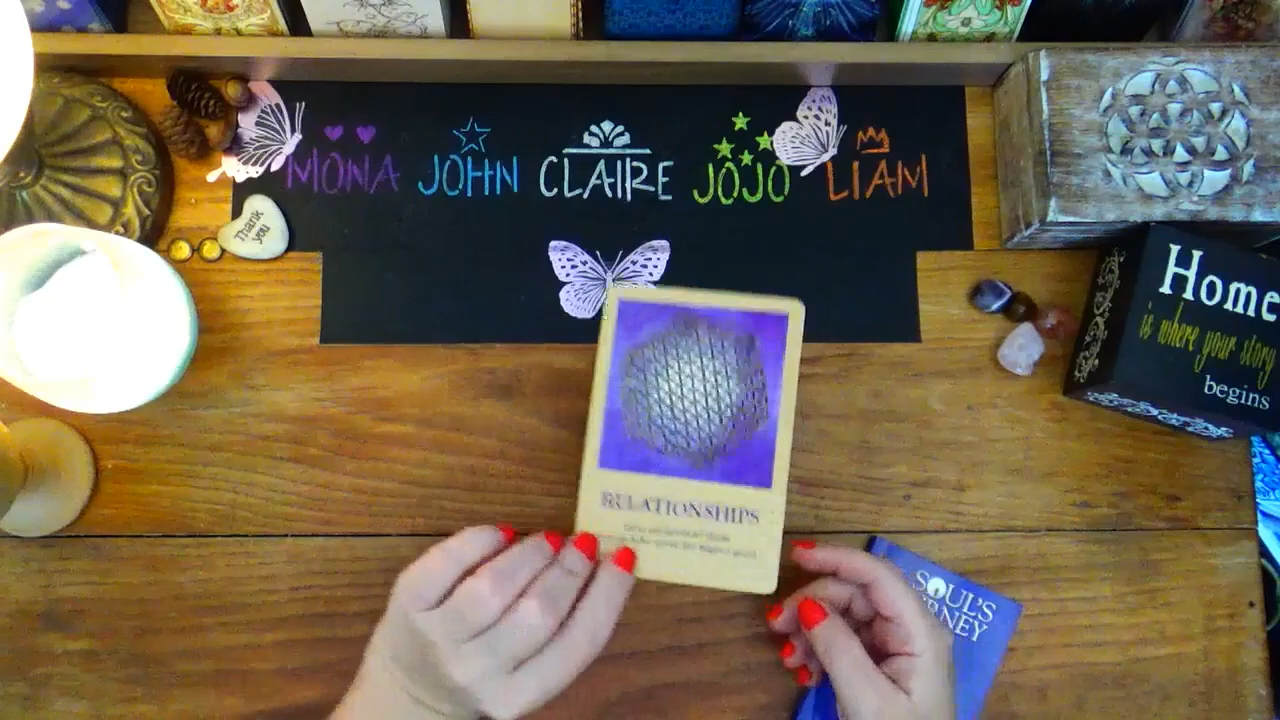 MONA JOHN CLAIRE JOJO LIAM
Thank
you
Home
is where your story
begins
RELATIONSHIPS
SOUL'S